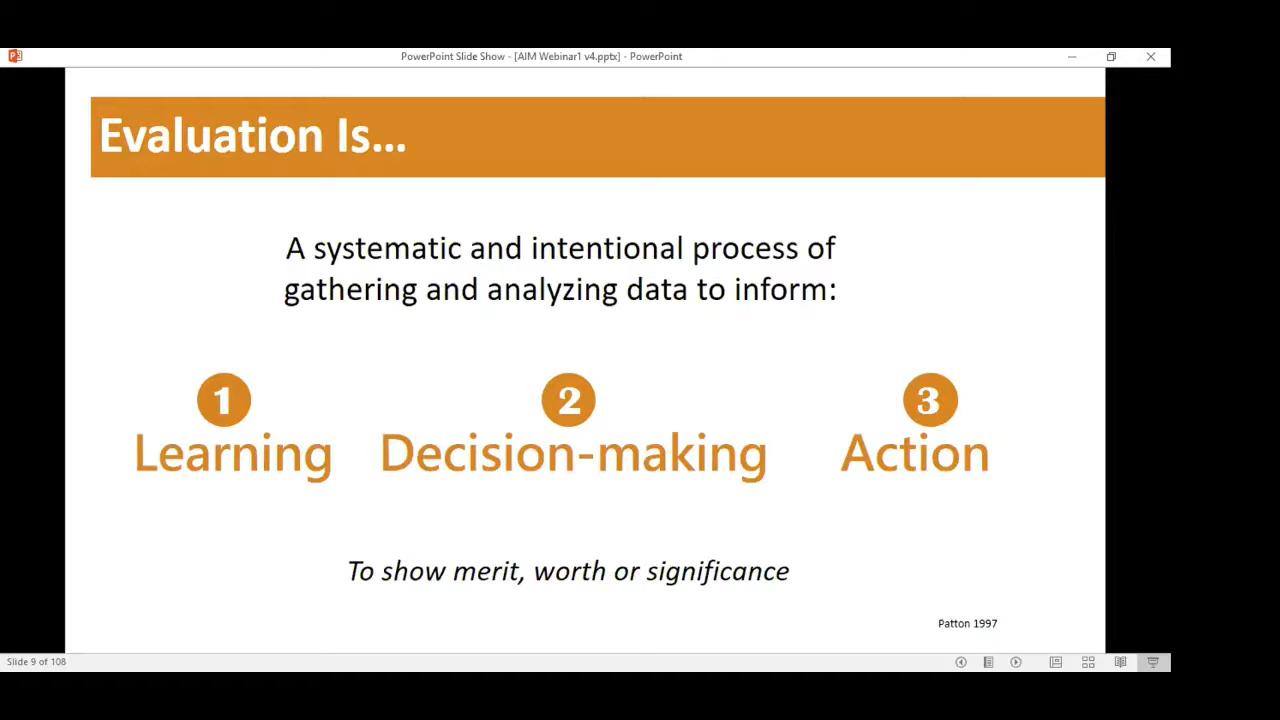 PowerPoint Slide Show - [AIM Webinar1 v4.pptx] - PowerPoint
Evaluation Is...
A systematic and intentional process of
gathering and analyzing data to inform:
1 2 3
Learning Decision-making Action
To show merit, worth or significance
Patton 1997
Slide 9 of 108